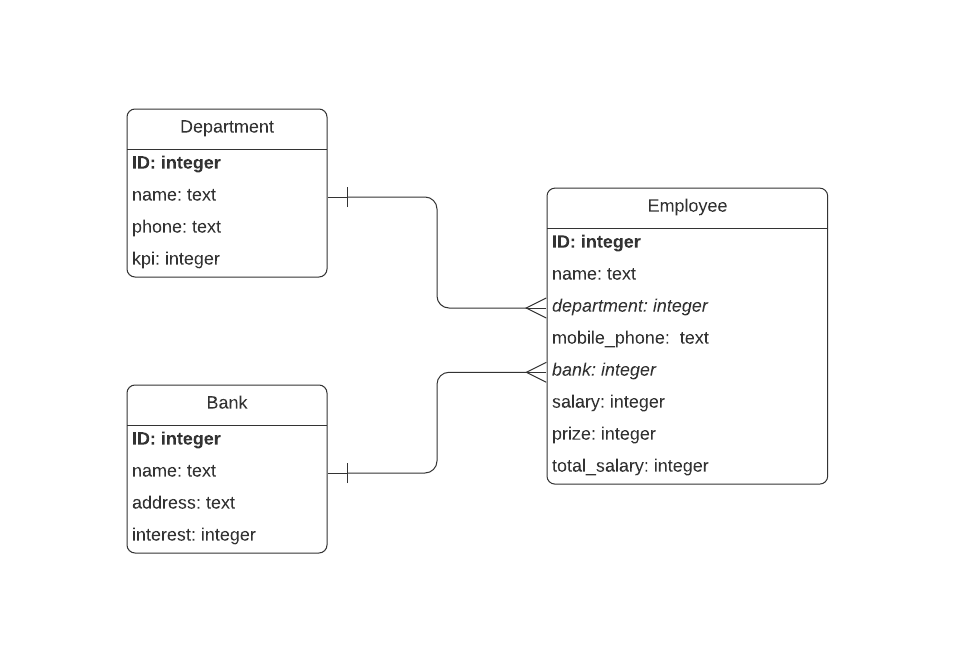 Department
ID: integer
name: text
phone: text
kpi: integer
Employee
ID: integer
name: text
department: integer
mobile_phone:  text
bank: integer
salary: integer
prize: integer
total_salary: integer
Bank
ID: integer
name: text
address: text
interest: integer